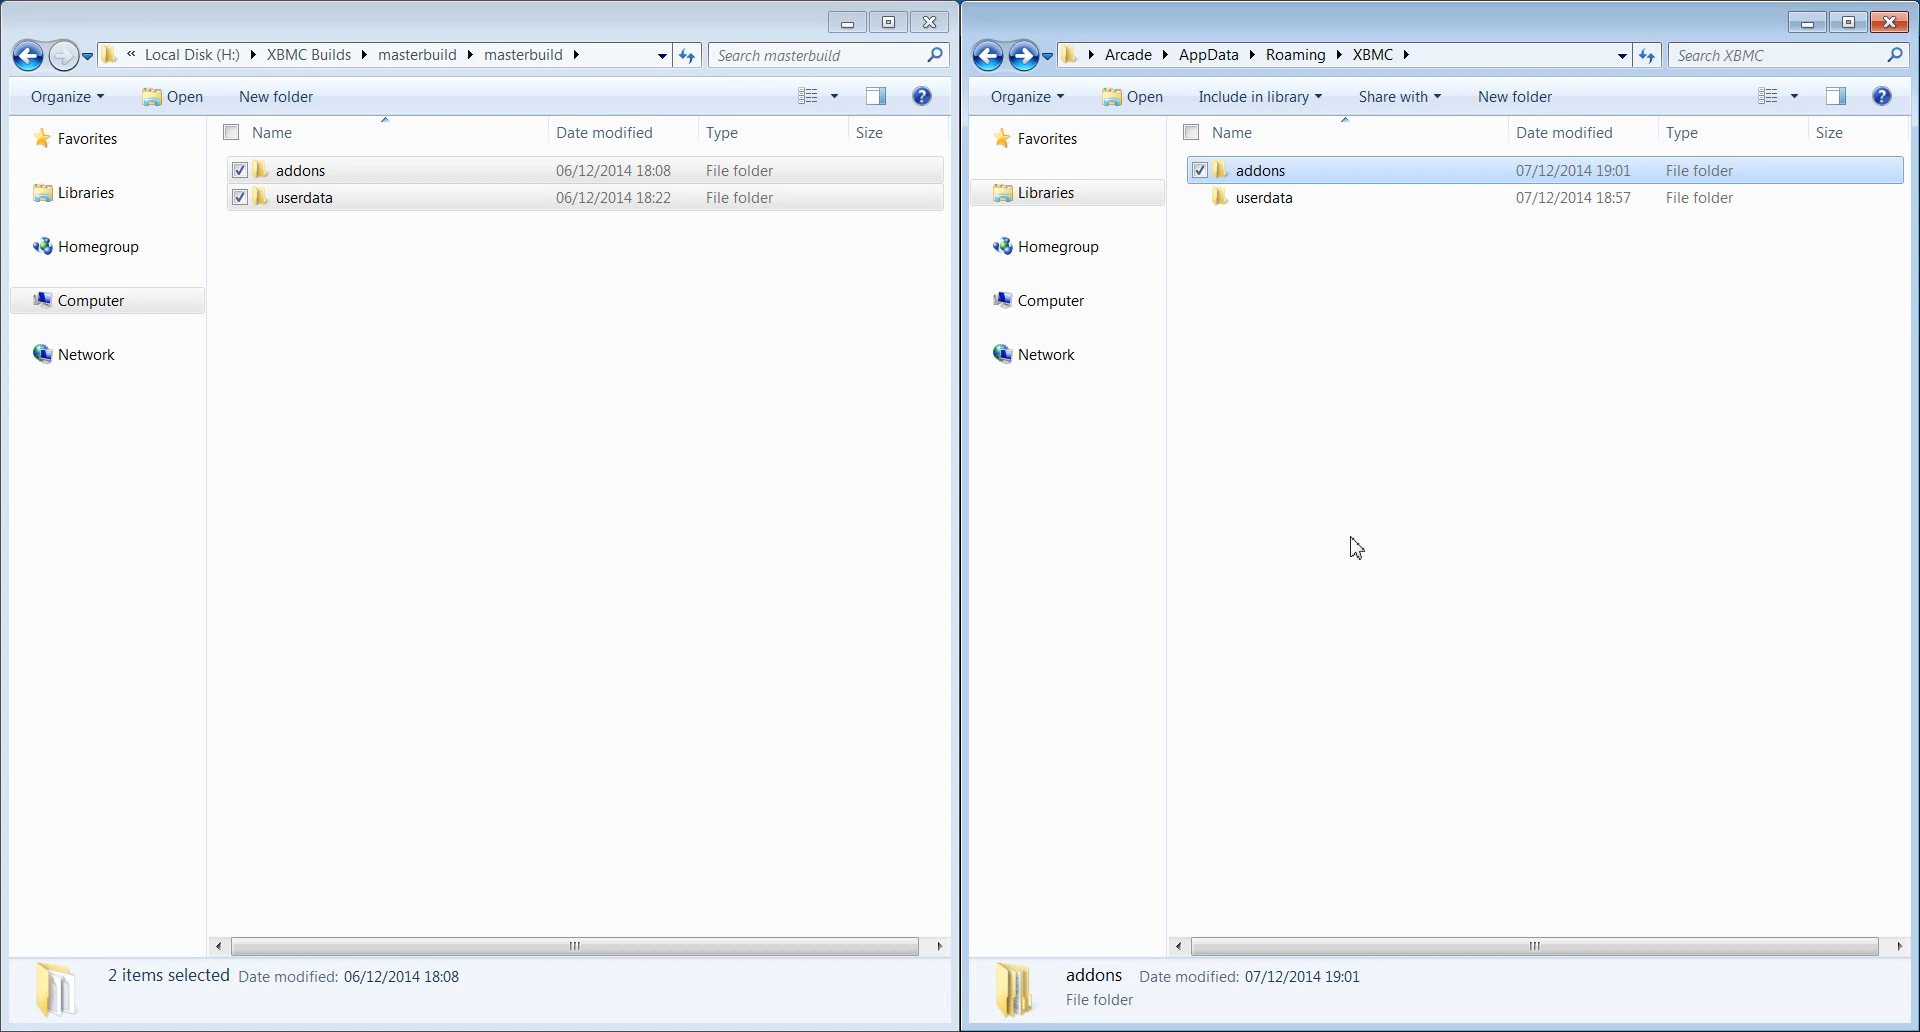 « Local Disk (H:) XBMC Builds masterbuild masterbuild Search masterbuild
Organize Open New folder
Favorites
Libraries
Homegroup
Computer
Network
Name Date modified Type Size
addons 06/12/2014 18:08 File folder
userdata 06/12/2014 18:22 File folder
2 items selected Date modified: 06/12/2014 18:08
Arcade AppData Roaming XBMC Search XBMC
Organize Open Include in library Share with New folder
Favorites
Libraries
Homegroup
Computer
Network
Name Date modified Type Size
addons 07/12/2014 19:01 File folder
userdata 07/12/2014 18:57 File folder
addons Date modified: 07/12/2014 19:01
File folder